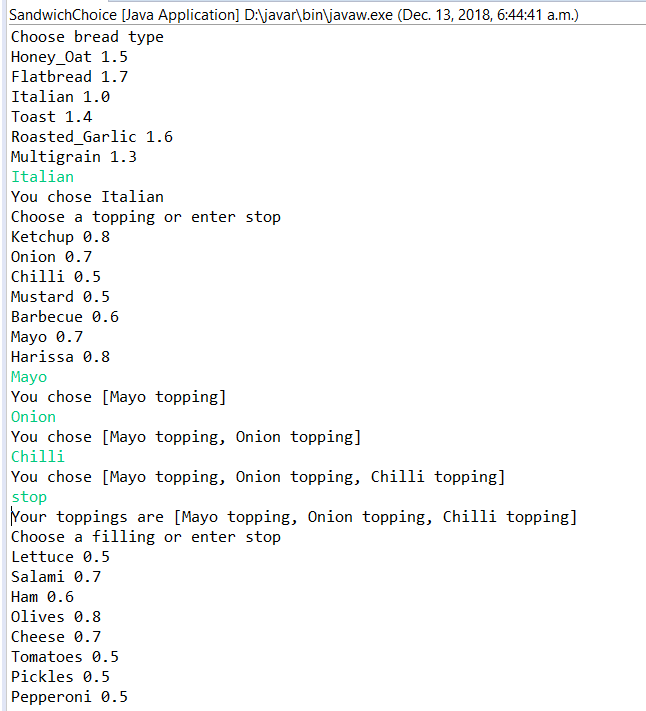 SandwichChoice [Java Application] D:\javar\bin\javaw.exe (Dec. 13, 2018, 6:44:41 a.m.)
Choose bread type
Honey_Oat 1.5
Flatbread 1.7
Italian 1.0
Toast 1.4
Roasted_Garlic 1.6
Multigrain 1.3
Italian
You chose Italian
Choose a topping or enter stop
Ketchup 0.8
Onion 0.7
Chilli 0.5
Mustard 0.5
Barbecue 0.6
Mayo 0.7
Harissa 0.8
Mayo
You chose [Mayo topping]
Onion
You chose [Mayo topping, Onion topping]
Chilli
You chose [Mayo topping, Onion topping, Chilli topping]
stop
Your toppings are [Mayo topping, Onion topping, Chilli topping]
Choose a filling or enter stop
Lettuce 0.5
Salami 0.7
Ham 0.6
Olives 0.8
Cheese 0.7
Tomatoes 0.5
Pickles 0.5
Pepperoni 0.5